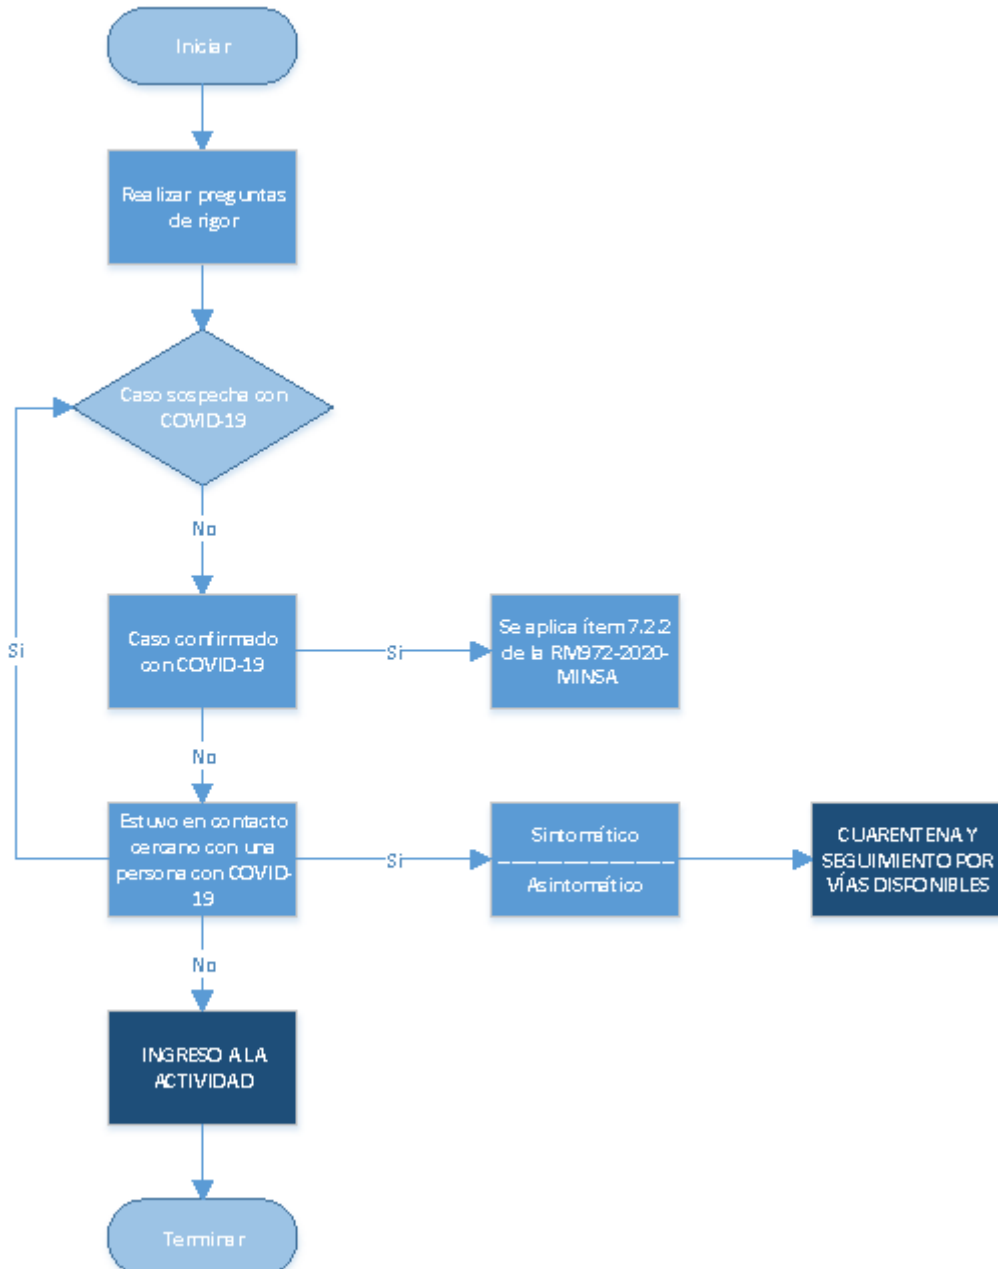 Iniciar
Realizar preguntas
de rigor
Caso sospecha con
COVID-19
No
Si
Caso confirmado
con COVID-19
Si
Se aplica ítem 7.2.2
de la RM972-2020-
MINSA
No
Estuvo en contacto
cercano con una
persona con COVID-
19
Si
Sintomático
Asintomático
CUARENTENA Y
SEGUIMIENTO POR
VÍAS DISPONIBLES
No
INGRESO A LA
ACTIVIDAD
Terminar